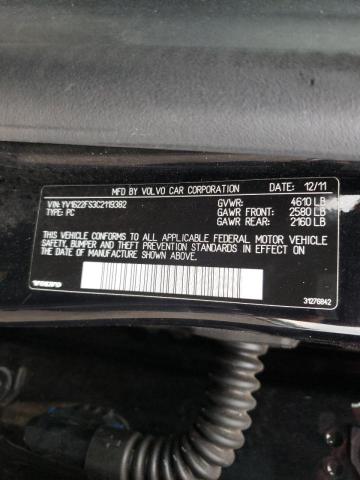 MFD BY VOLVO CAR CORPORATION DATE: 12/11
VIN: YV1622FS3C2119382 GVWR: 4610 LB
TYPE: PC GAWR FRONT: 2580 LB
GAWR REAR: 2160 LB
THIS VEHICLE CONFORMS TO ALL APPLICABLE FEDERAL MOTOR VEHICLE
SAFETY, BUMPER AND THEFT PREVENTION STANDARDS IN EFFECT ON
THE DATE OF MANUFACTURE SHOWN ABOVE.
VOLVO 31276842